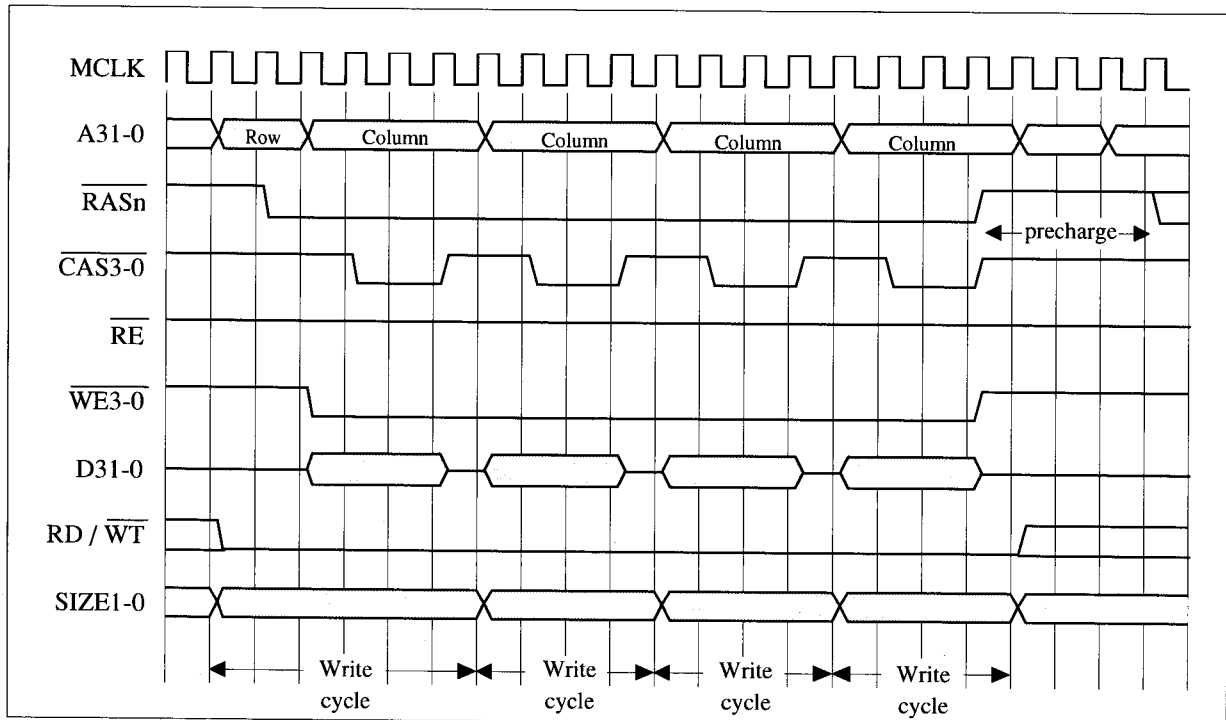 MCLK
A31-0 Row Column Column Column Column
RASn
precharge
CAS3-0
RE
WE3-0
D31-0
RD / WT
SIZE1-0
Write cycle Write cycle Write cycle Write cycle